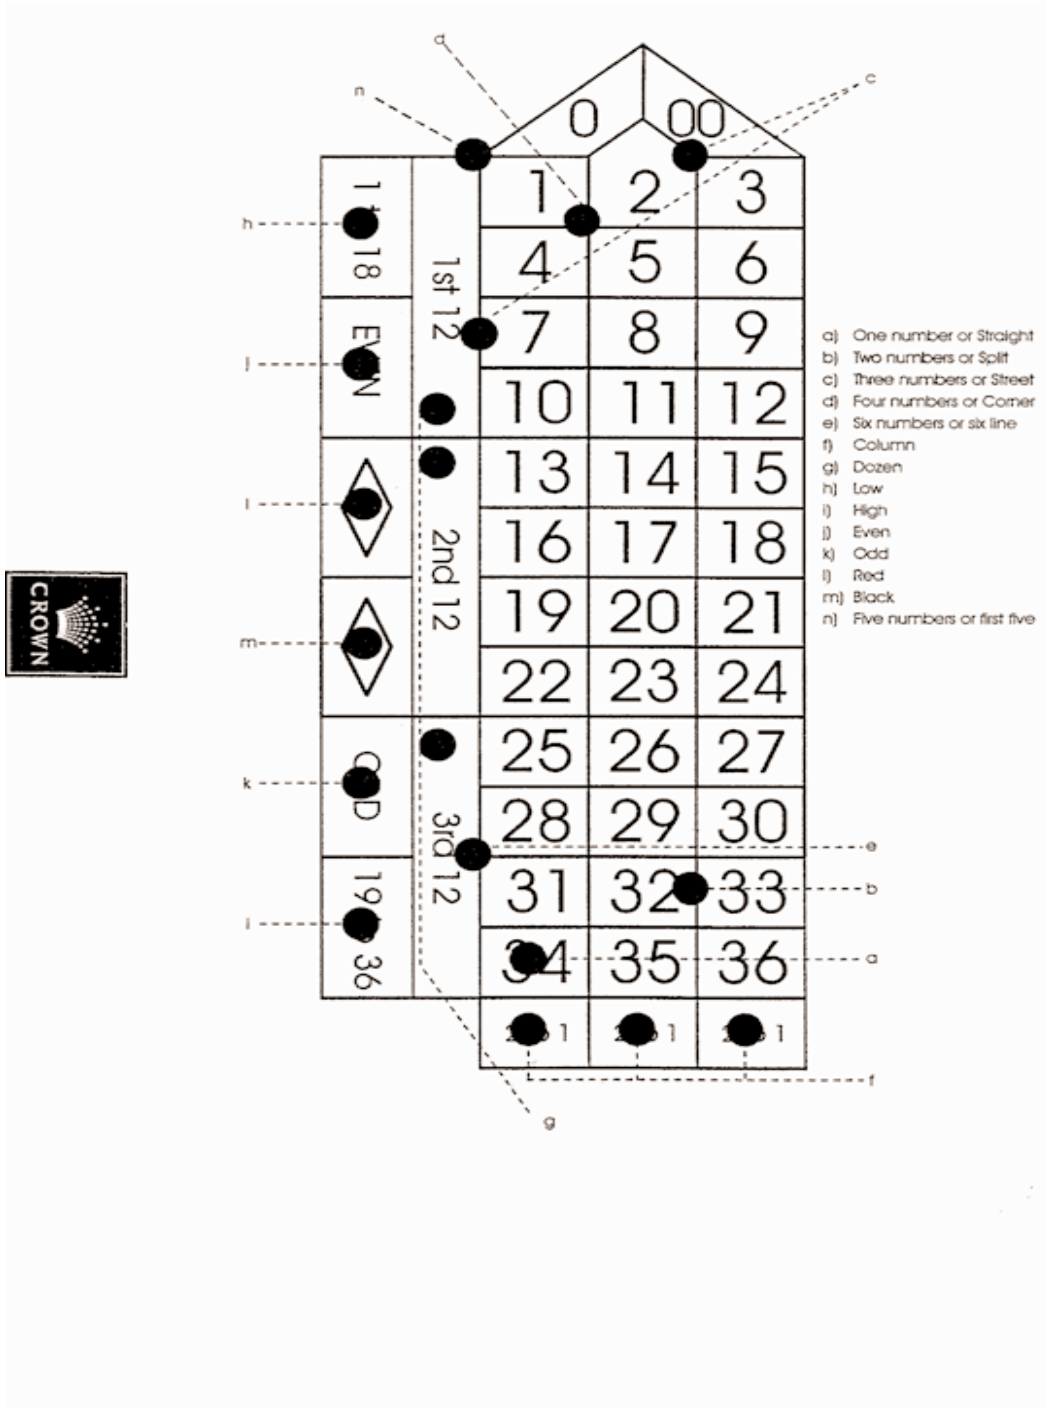 d
n
c
0 00
1 2 3
h
18
4 5 6
1st 12
7 8 9
j
10 11 12
13 14 15
l
16 17 18
2nd 12
19 20 21
m
22 23 24
25 26 27
k
28 29 30
3rd 12
e
31 32 33
b
i
36
34 35 36
a
1 1 1
f
g
CROWN
a) One number or Straight
b) Two numbers or Split
c) Three numbers or Street
d) Four numbers or Corner
e) Six numbers or six line
f) Column
g) Dozen
h) Low
i) High
j) Even
k) Odd
l) Red
m) Black
n) Five numbers or first five